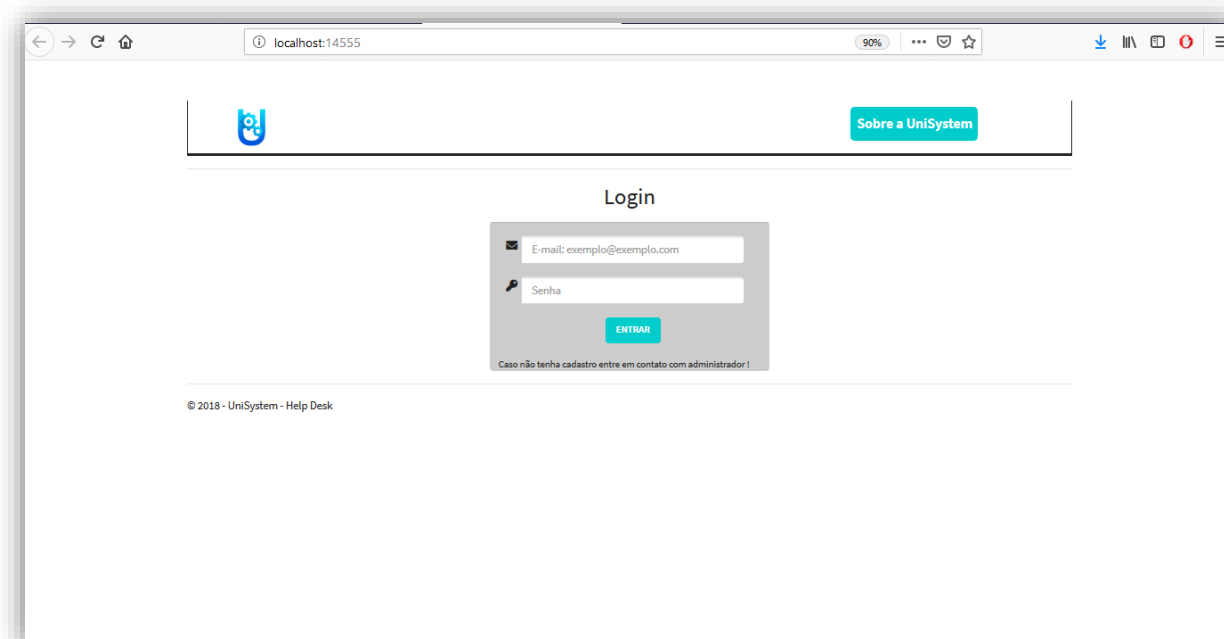 localhost:14555
90%
Sobre a UniSystem
Login
E-mail: exemplo@exemplo.com
Senha
ENTRAR
Caso não tenha cadastro entre em contato com administrador !
© 2018 - UniSystem - Help Desk